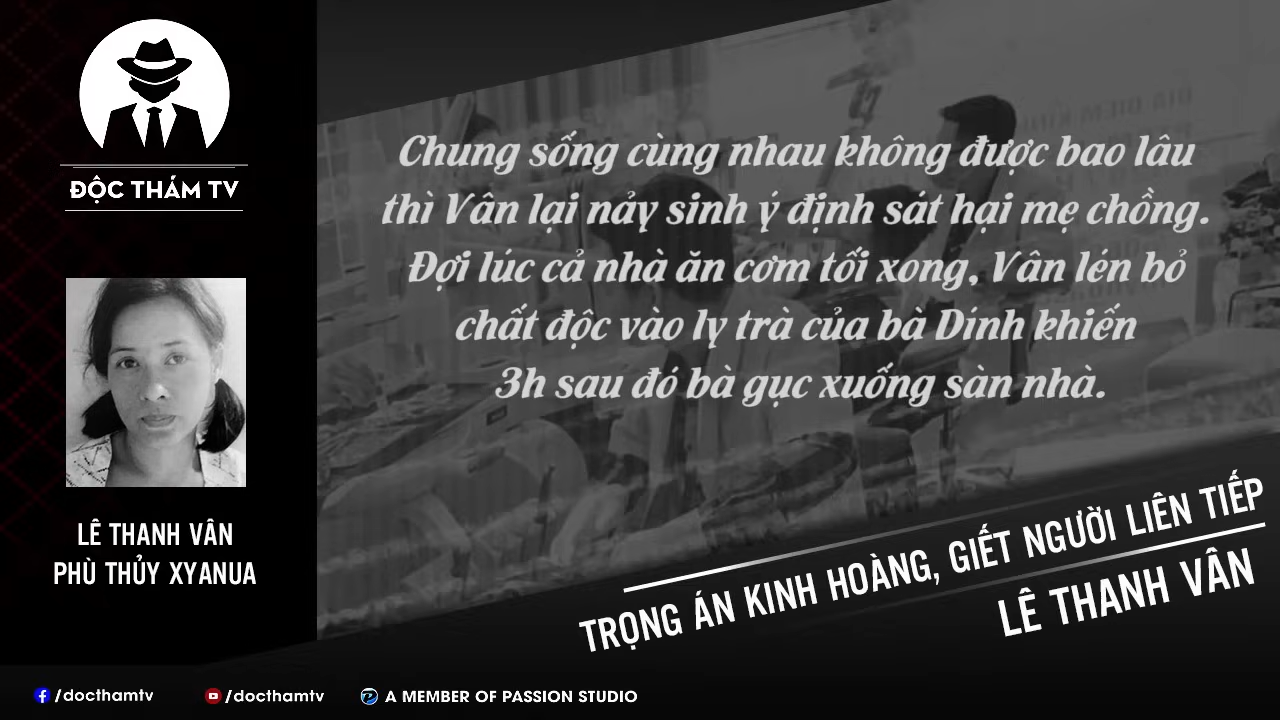 ĐỘC THÁM TV
LÊ THANH VÂN
PHÙ THỦY XYANUA
Chung sống cùng nhau không được bao lâu
thì Vân lại nảy sinh ý định sát hại mẹ chồng.
Đợi lúc cả nhà ăn cơm tối xong, Vân lén bỏ
chất độc vào ly trà của bà Dính khiến
3h sau đó bà gục xuống sàn nhà.
TRỌNG ÁN KINH HOÀNG, GIẾT NGƯỜI LIÊN TIẾP
LÊ THANH VÂN
/docthamtv
/docthamtv
A MEMBER OF PASSION STUDIO